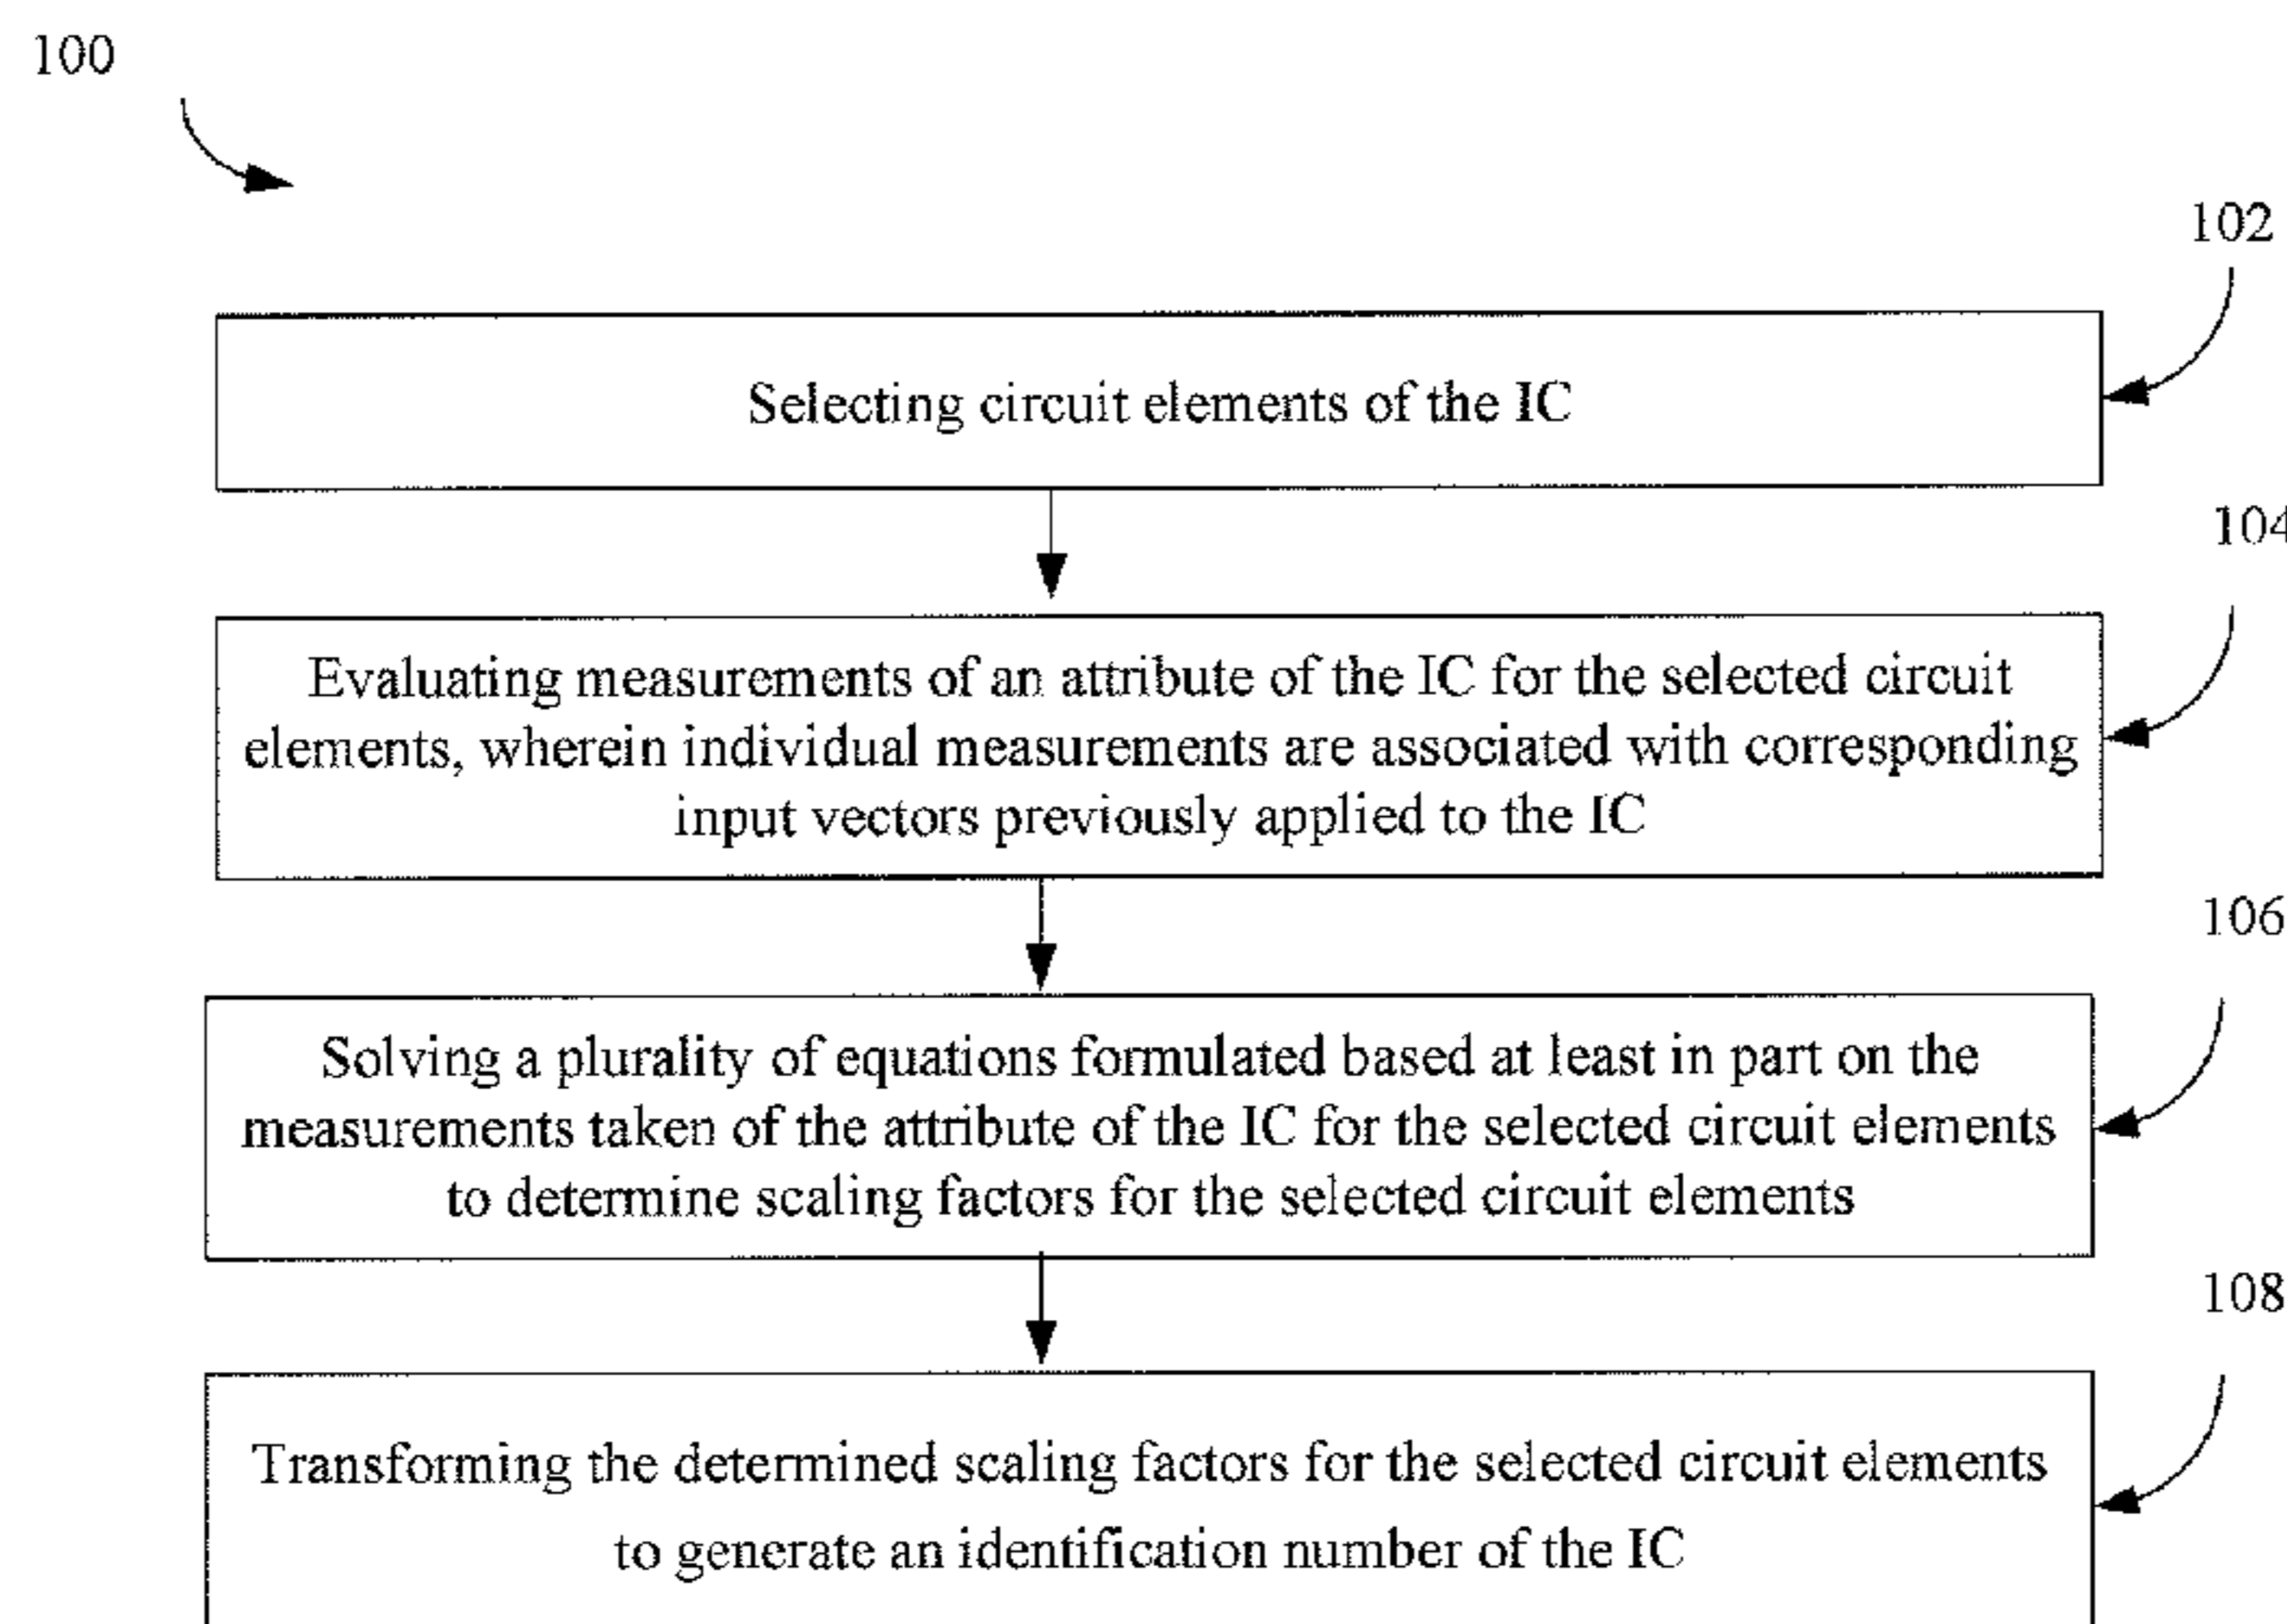 100
102
Selecting circuit elements of the IC
104
Evaluating measurements of an attribute of the IC for the selected circuit
elements, wherein individual measurements are associated with corresponding
input vectors previously applied to the IC
106
Solving a plurality of equations formulated based at least in part on the
measurements taken of the attribute of the IC for the selected circuit elements
to determine scaling factors for the selected circuit elements
108
Transforming the determined scaling factors for the selected circuit elements
to generate an identification number of the IC